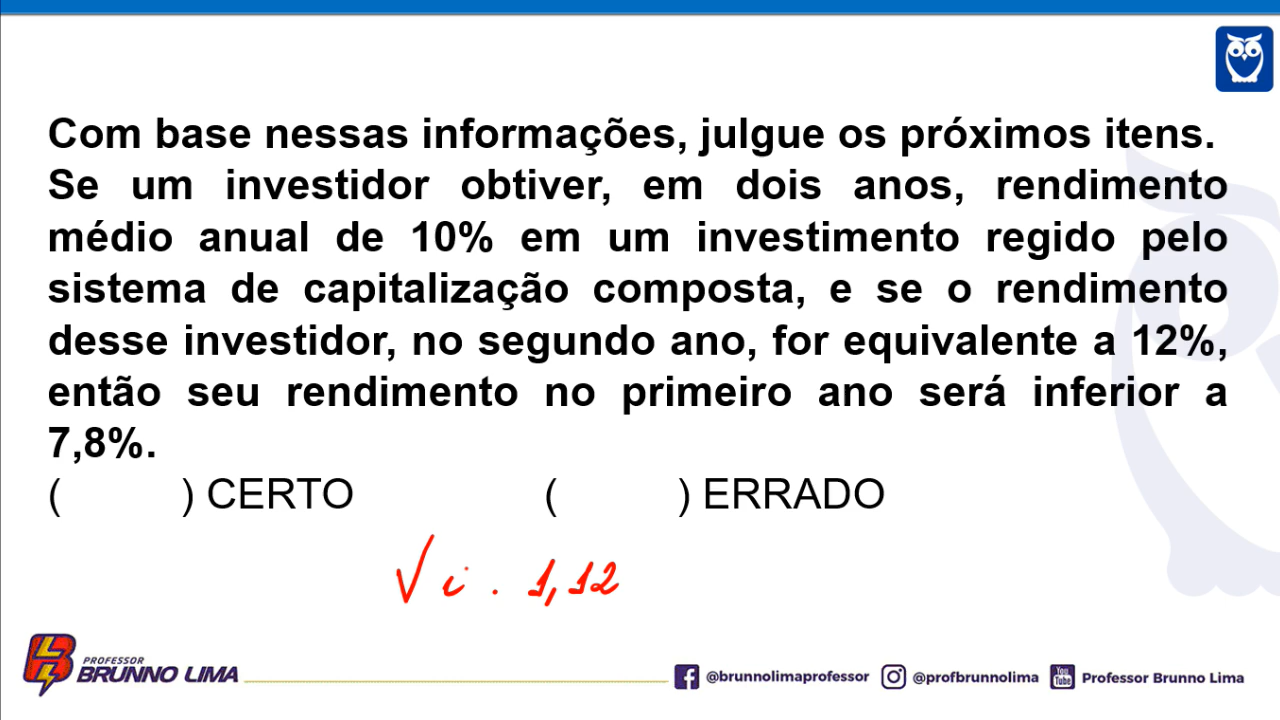 Com base nessas informações, julgue os próximos itens.
Se um investidor obtiver, em dois anos, rendimento
médio anual de 10% em um investimento regido pelo
sistema de capitalização composta, e se o rendimento
desse investidor, no segundo ano, for equivalente a 12%,
então seu rendimento no primeiro ano será inferior a
7,8%.
( ) CERTO ( ) ERRADO
√ i . 1,12
PROFESSOR
BRUNNO LIMA
@brunnolimaprofessor @profbrunnolima You Tube Professor Brunno Lima